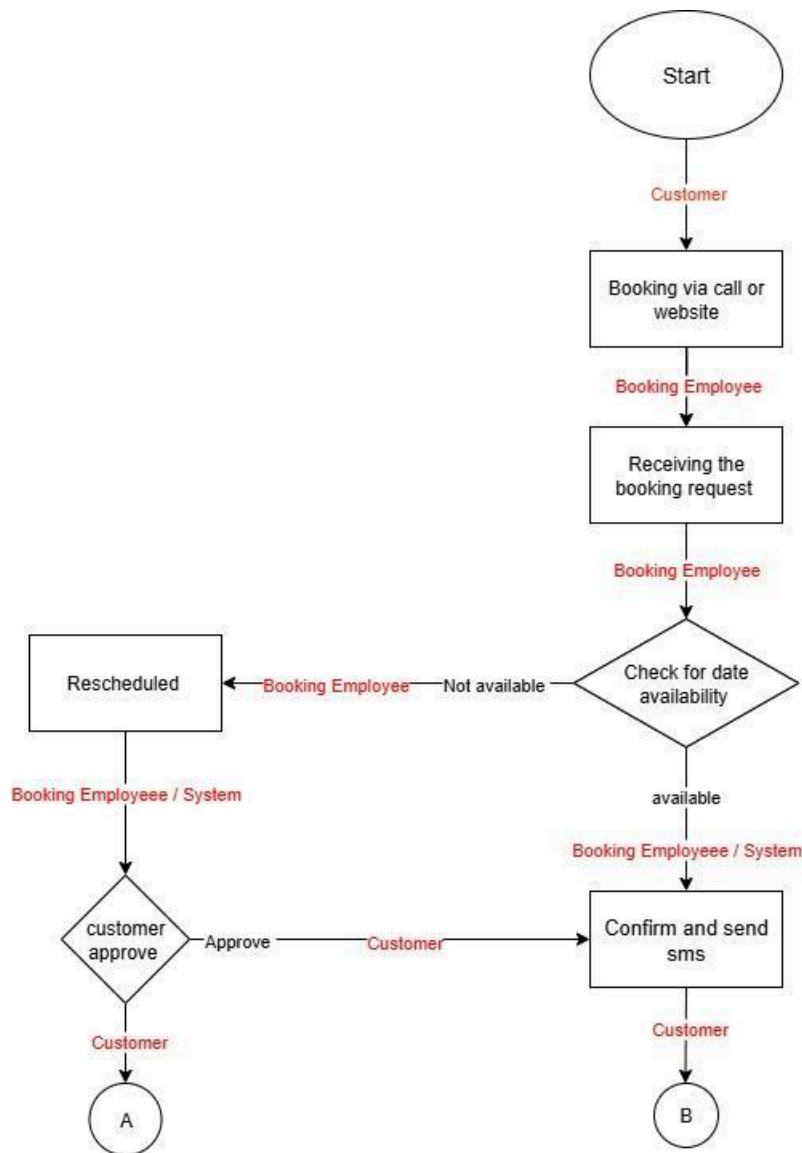 Start
Customer
Booking via call or
website
Booking Employee
Receiving the
booking request
Booking Employee
Check for date
availability
Not available
Booking Employee
Rescheduled
available
Booking Employeee / System
Booking Employeee / System
customer
approve
Approve
Customer
Confirm and send
sms
Customer
Customer
A
B